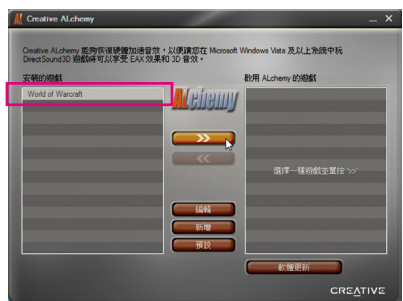 Creative ALchemy
Creative ALchemy 能夠恢復硬體加速音效，以便讓您在 Microsoft Windows Vista 及以上系統中玩
DirectSound3D 遊戲時可以享受 EAX 效果和 3D 音效。
安裝的遊戲
啟用 ALchemy 的遊戲
World of Warcraft
ALchemy
>>
<<
選擇一種遊戲並單按 '>>'
編輯
新增
預設
軟體更新
CREATIVE